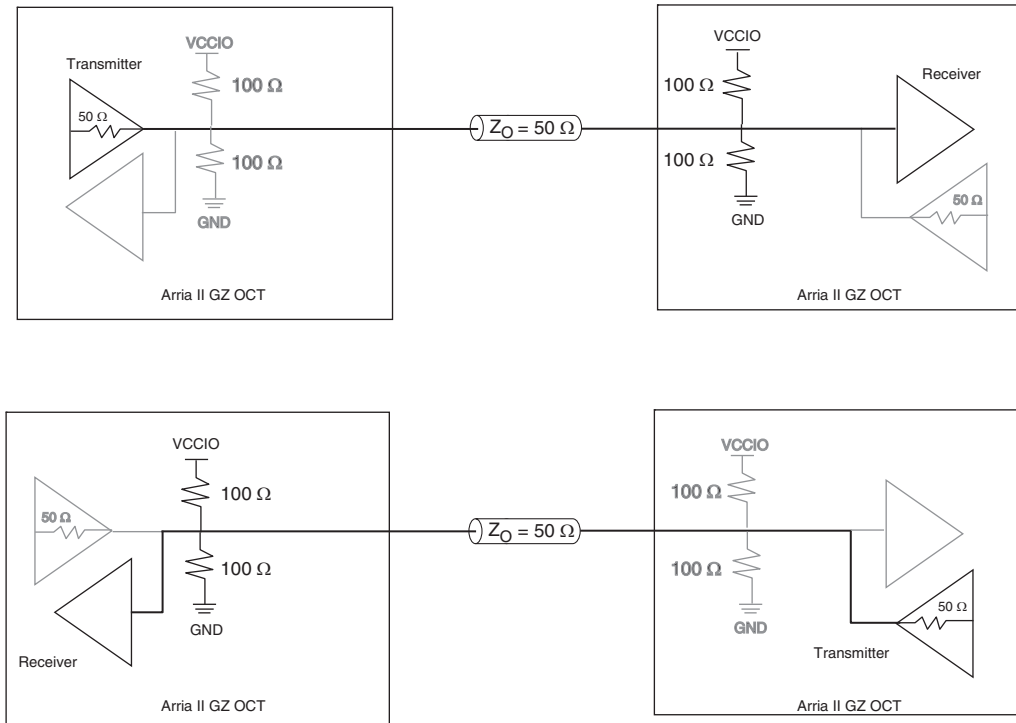 VCCIO
Transmitter
100 Ω
50 Ω
100 Ω
GND
Arria II GZ OCT
Z_O = 50 Ω
VCCIO
Receiver
100 Ω
100 Ω
50 Ω
GND
Arria II GZ OCT
VCCIO
100 Ω
50 Ω
100 Ω
GND
Receiver
Arria II GZ OCT
Z_O = 50 Ω
VCCIO
100 Ω
100 Ω
50 Ω
GND
Transmitter
Arria II GZ OCT